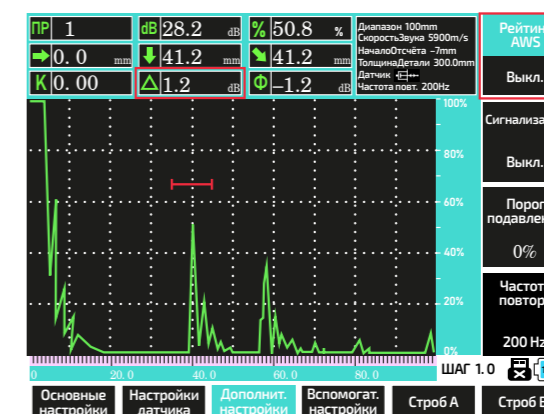 ПР 1
dB 28.2 dB
% 50.8 %
0.0 mm
41.2 mm
41.2 mm
K 0.00
1.2 dB
Ф –1.2 dB
Диапазон 100mm
СкоростьЗвука 5900m/s
НачалоОтсчёта –7mm
ТолщинаДетали 300.0mm
Датчик
Частота повт. 200Hz
Рейтин
AWS
Выкл.
Сигнализа
Выкл.
Порог
подавлен
0%
Частот
повтор
200 Hz
100%
80%
60%
40%
20%
0%
0 20.0 40.0 60.0 80.0
ШАГ 1.0
Основные
настройки
Настройки
датчика
Дополнит.
настройки
Вспомогат.
настройки
Строб A
Строб B